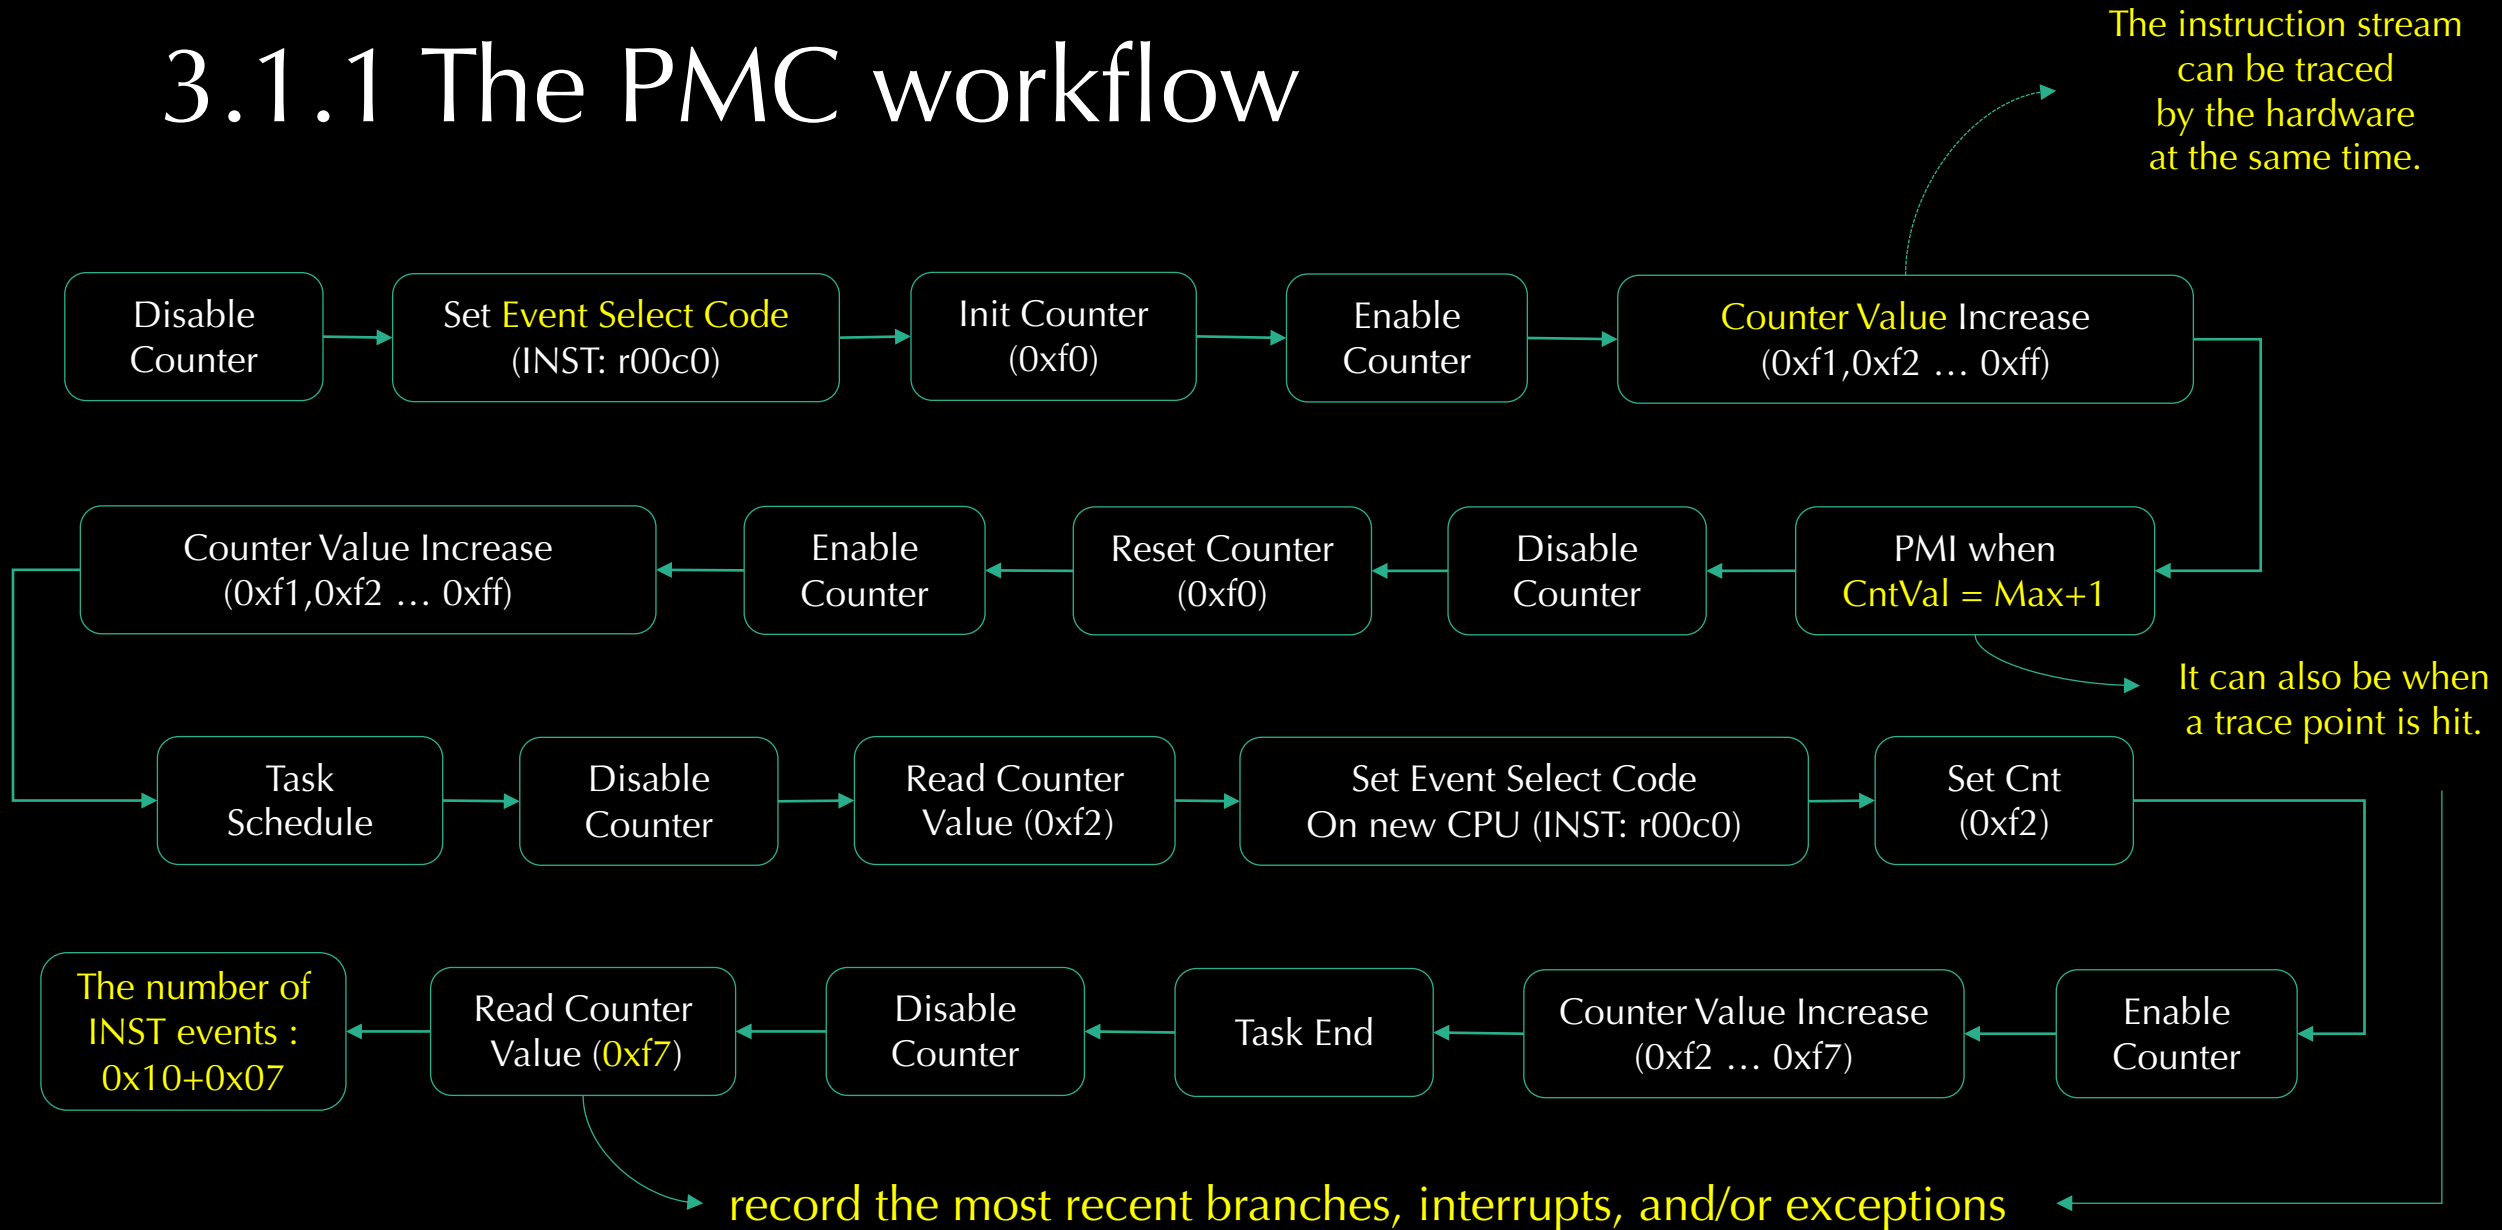 3.1.1 The PMC workflow
The instruction stream
can be traced
by the hardware
at the same time.
Disable
Counter
Set Event Select Code
(INST: r00c0)
Init Counter
(0xf0)
Enable
Counter
Counter Value Increase
(0xf1,0xf2 … 0xff)
PMI when
CntVal = Max+1
Disable
Counter
Reset Counter
(0xf0)
Enable
Counter
Counter Value Increase
(0xf1,0xf2 … 0xff)
It can also be when
a trace point is hit.
Task
Schedule
Disable
Counter
Read Counter
Value (0xf2)
Set Event Select Code
On new CPU (INST: r00c0)
Set Cnt
(0xf2)
Enable
Counter
Counter Value Increase
(0xf2 … 0xf7)
Task End
Disable
Counter
Read Counter
Value (0xf7)
The number of
INST events :
0x10+0x07
record the most recent branches, interrupts, and/or exceptions